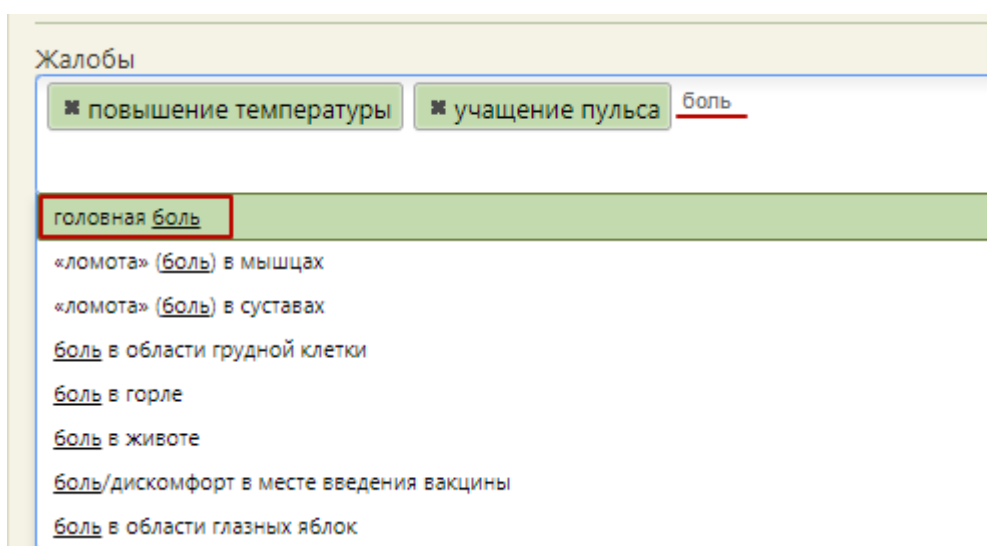 Жалобы
✖ повышение температуры ✖ учащение пульса боль
головная боль
«ломота» (боль) в мышцах
«ломота» (боль) в суставах
боль в области грудной клетки
боль в горле
боль в животе
боль/дискомфорт в месте введения вакцины
боль в области глазных яблок